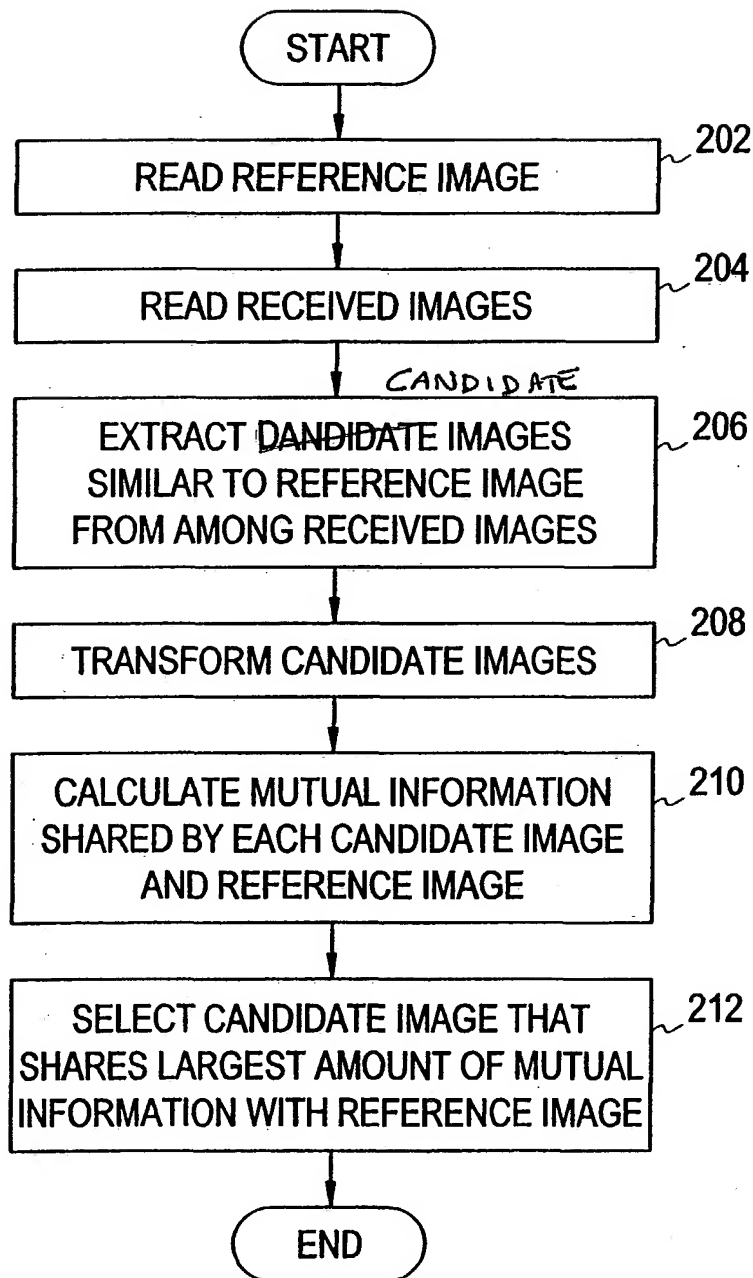 START
READ REFERENCE IMAGE
202
READ RECEIVED IMAGES
204
CANDIDATE
EXTRACT DANDIDATE IMAGES
SIMILAR TO REFERENCE IMAGE
FROM AMONG RECEIVED IMAGES
206
TRANSFORM CANDIDATE IMAGES
208
CALCULATE MUTUAL INFORMATION
SHARED BY EACH CANDIDATE IMAGE
AND REFERENCE IMAGE
210
SELECT CANDIDATE IMAGE THAT
SHARES LARGEST AMOUNT OF MUTUAL
INFORMATION WITH REFERENCE IMAGE
212
END